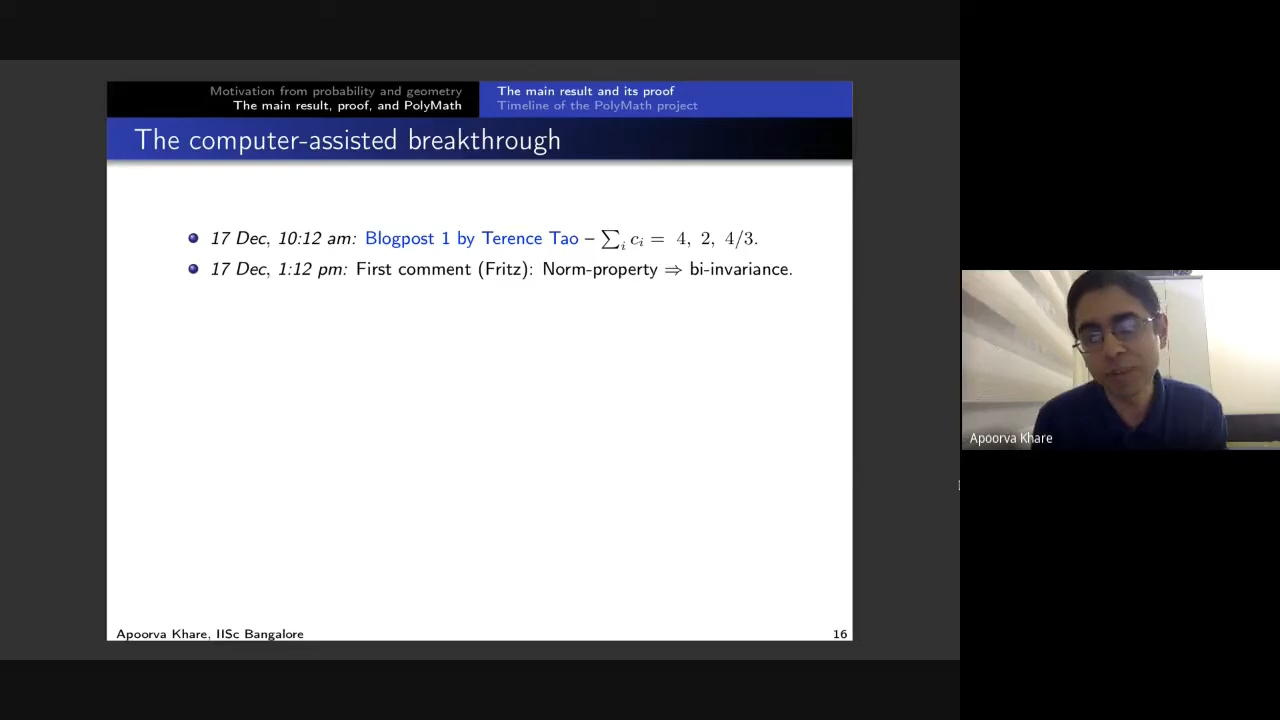 Motivation from probability and geometry
The main result, proof, and PolyMath
The main result and its proof
Timeline of the PolyMath project
The computer-assisted breakthrough
17 Dec, 10:12 am: Blogpost 1 by Terence Tao – ∑ᵢ cᵢ = 4, 2, 4/3.
17 Dec, 1:12 pm: First comment (Fritz): Norm-property ⇒ bi-invariance.
Apoorva Khare, IISc Bangalore
16
Apoorva Khare